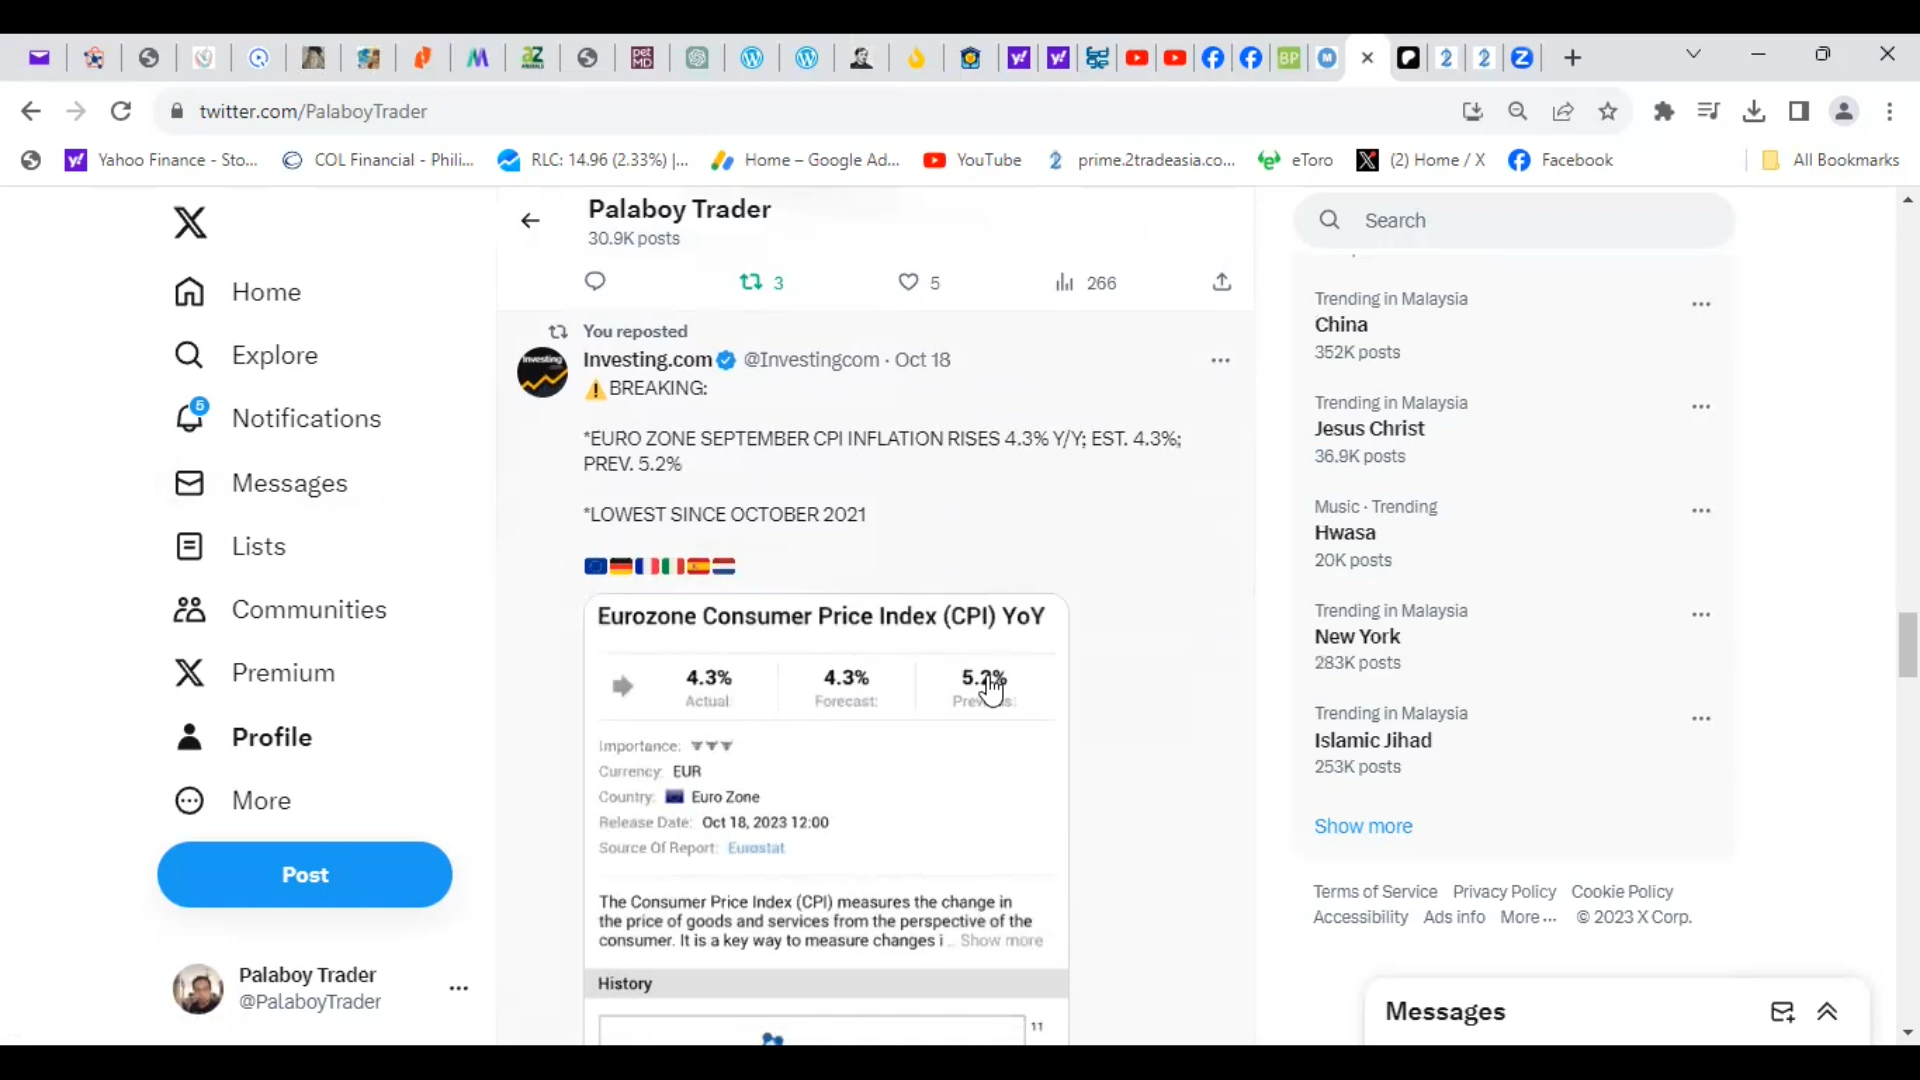 twitter.com/PalaboyTrader
Yahoo Finance - Sto...
COL Financial - Phili...
RLC: 14.96 (2.33%) |...
Home – Google Ad...
YouTube
prime.2tradeasia.co...
eToro
(2) Home / X
Facebook
All Bookmarks
Home
Explore
5
Notifications
Messages
Lists
Communities
Premium
Profile
More
Post
Palaboy Trader
@PalaboyTrader
Palaboy Trader
30.9K posts
3
5
266
You reposted
Investing.com @Investingcom · Oct 18
⚠️BREAKING:
*EURO ZONE SEPTEMBER CPI INFLATION RISES 4.3% Y/Y; EST. 4.3%;
PREV. 5.2%
*LOWEST SINCE OCTOBER 2021
Eurozone Consumer Price Index (CPI) YoY
4.3% 4.3% 5.2%
Actual: Forecast: Previous:
Importance:
Currency: EUR
Country: Euro Zone
Release Date: Oct 18, 2023 12:00
Source Of Report: Eurostat
The Consumer Price Index (CPI) measures the change in
the price of goods and services from the perspective of the
consumer. It is a key way to measure changes i ... Show more
History
11
Search
Trending in Malaysia
China
352K posts
Trending in Malaysia
Jesus Christ
36.9K posts
Music · Trending
Hwasa
20K posts
Trending in Malaysia
New York
283K posts
Trending in Malaysia
Islamic Jihad
253K posts
Show more
Terms of Service Privacy Policy Cookie Policy
Accessibility Ads info More ... © 2023 X Corp.
Messages